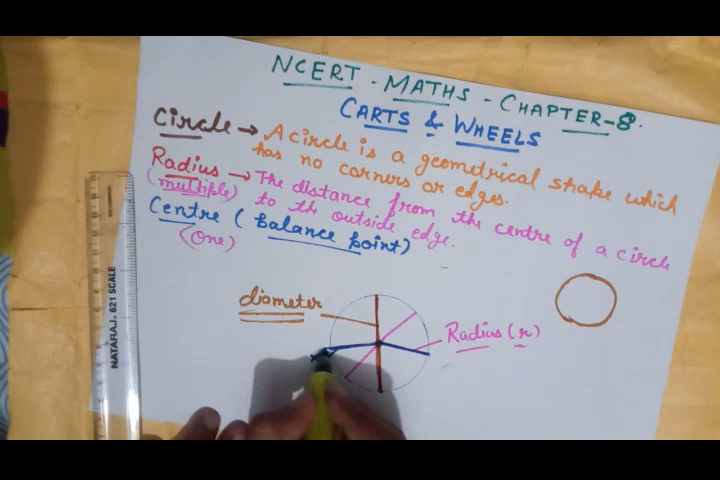 NCERT - MATHS - CHAPTER-8.
CARTS & WHEELS
Circle → A circle is a geometrical shape which
has no corners or edges.
Radius → The distance from the centre of a circle
(multiple) to the outside edge.
Centre (balance point)
(One)
diameter
Radius (r)
NATARAJ. 621 SCALE